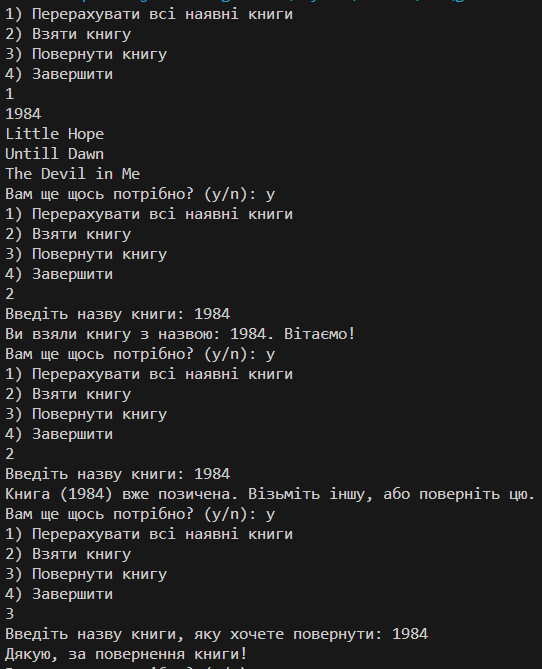 1) Перерахувати всі наявні книги
2) Взяти книгу
3) Повернути книгу
4) Завершити
1
1984
Little Hope
Untill Dawn
The Devil in Me
Вам ще щось потрібно? (y/n): y
1) Перерахувати всі наявні книги
2) Взяти книгу
3) Повернути книгу
4) Завершити
2
Введіть назву книги: 1984
Ви взяли книгу з назвою: 1984. Вітаємо!
Вам ще щось потрібно? (y/n): y
1) Перерахувати всі наявні книги
2) Взяти книгу
3) Повернути книгу
4) Завершити
2
Введіть назву книги: 1984
Книга (1984) вже позичена. Візьміть іншу, або поверніть цю.
Вам ще щось потрібно? (y/n): y
1) Перерахувати всі наявні книги
2) Взяти книгу
3) Повернути книгу
4) Завершити
3
Введіть назву книги, яку хочете повернути: 1984
Дякую, за повернення книги!